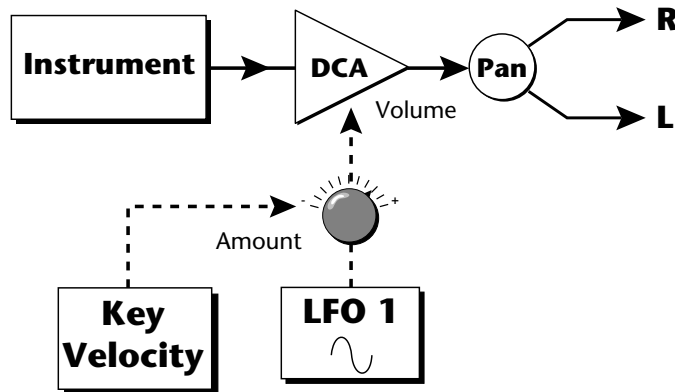 Instrument
DCA
Pan
R
L
Volume
- +
Amount
Key
Velocity
LFO 1